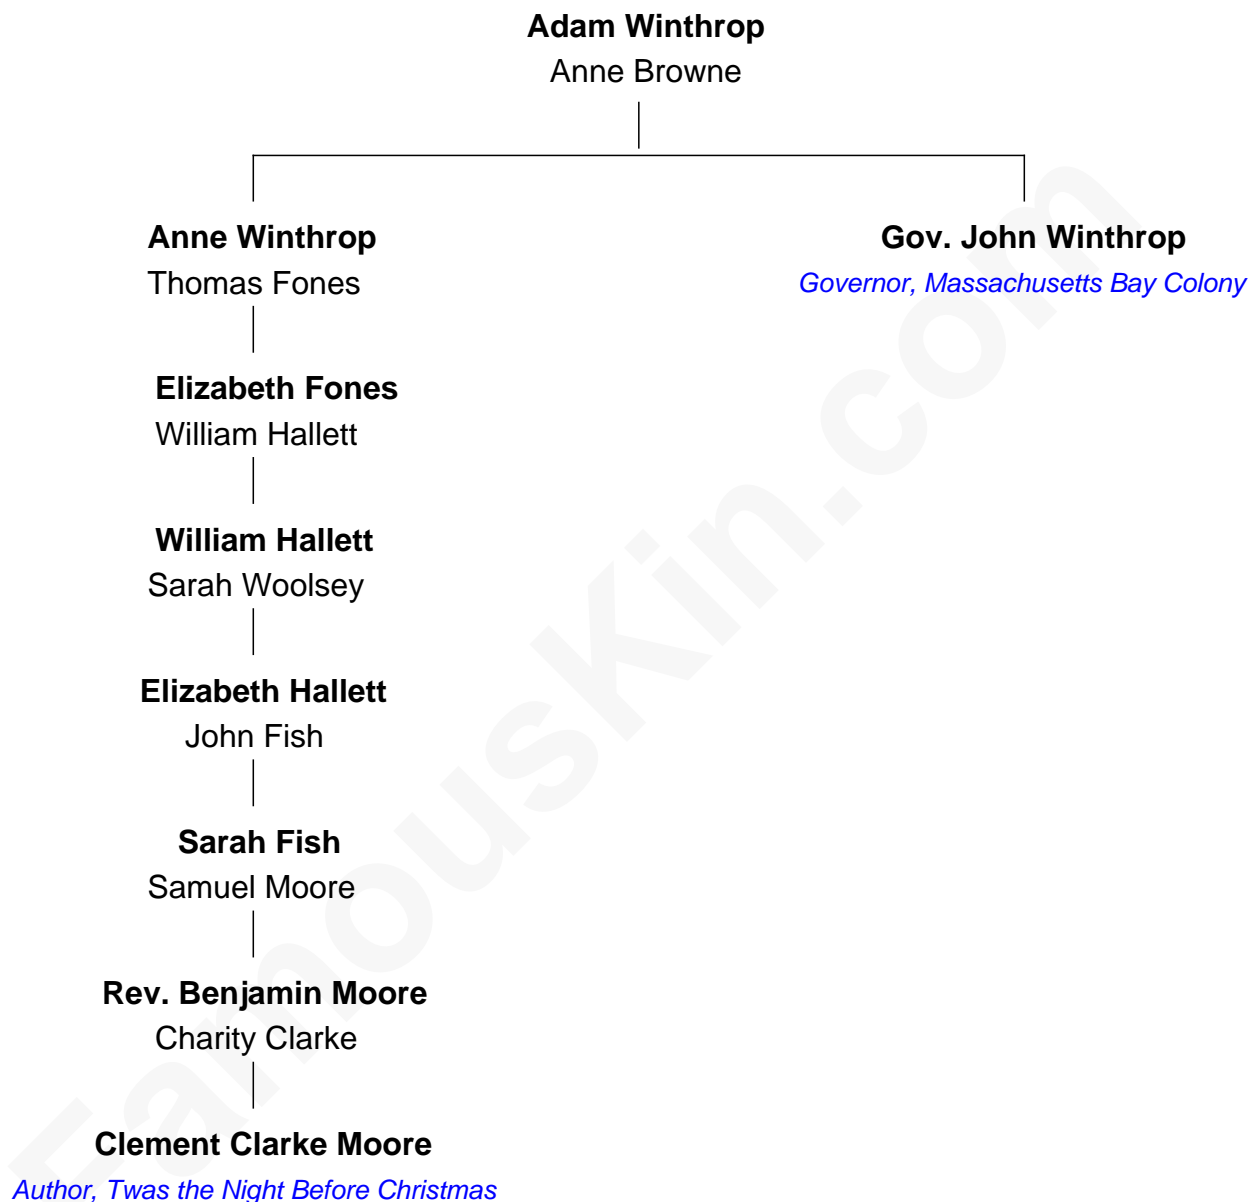 Adam Winthrop
Anne Browne
Anne Winthrop
Thomas Fones
Gov. John Winthrop
Governor, Massachusetts Bay Colony
Elizabeth Fones
William Hallett
William Hallett
Sarah Woolsey
Elizabeth Hallett
John Fish
Sarah Fish
Samuel Moore
Rev. Benjamin Moore
Charity Clarke
Clement Clarke Moore
Author, Twas the Night Before Christmas
FamousKin.com